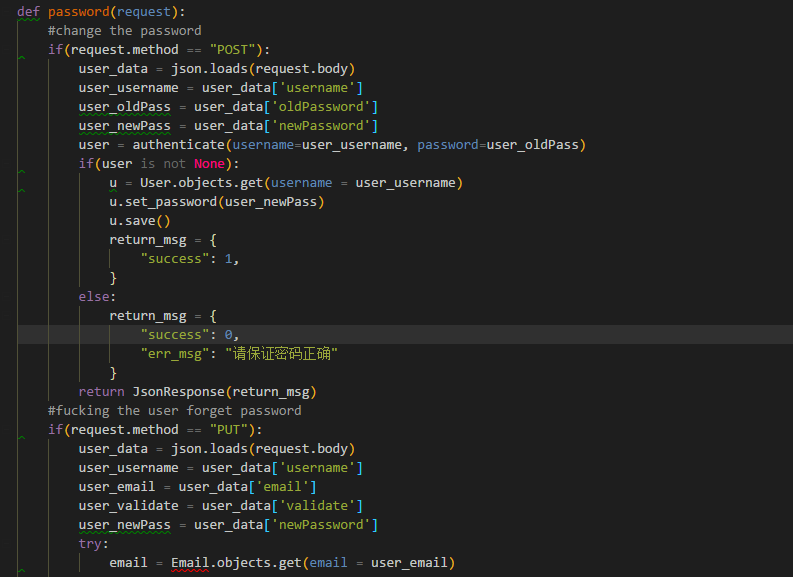 def password(request):
    #change the password
    if(request.method == "POST"):
        user_data = json.loads(request.body)
        user_username = user_data['username']
        user_oldPass = user_data['oldPassword']
        user_newPass = user_data['newPassword']
        user = authenticate(username=user_username, password=user_oldPass)
        if(user is not None):
            u = User.objects.get(username = user_username)
            u.set_password(user_newPass)
            u.save()
            return_msg = {
                "success": 1,
            }
        else:
            return_msg = {
                "success": 0,
                "err_msg": "请保证密码正确"
            }
        return JsonResponse(return_msg)
    #fucking the user forget password
    if(request.method == "PUT"):
        user_data = json.loads(request.body)
        user_username = user_data['username']
        user_email = user_data['email']
        user_validate = user_data['validate']
        user_newPass = user_data['newPassword']
        try:
            email = Email.objects.get(email = user_email)